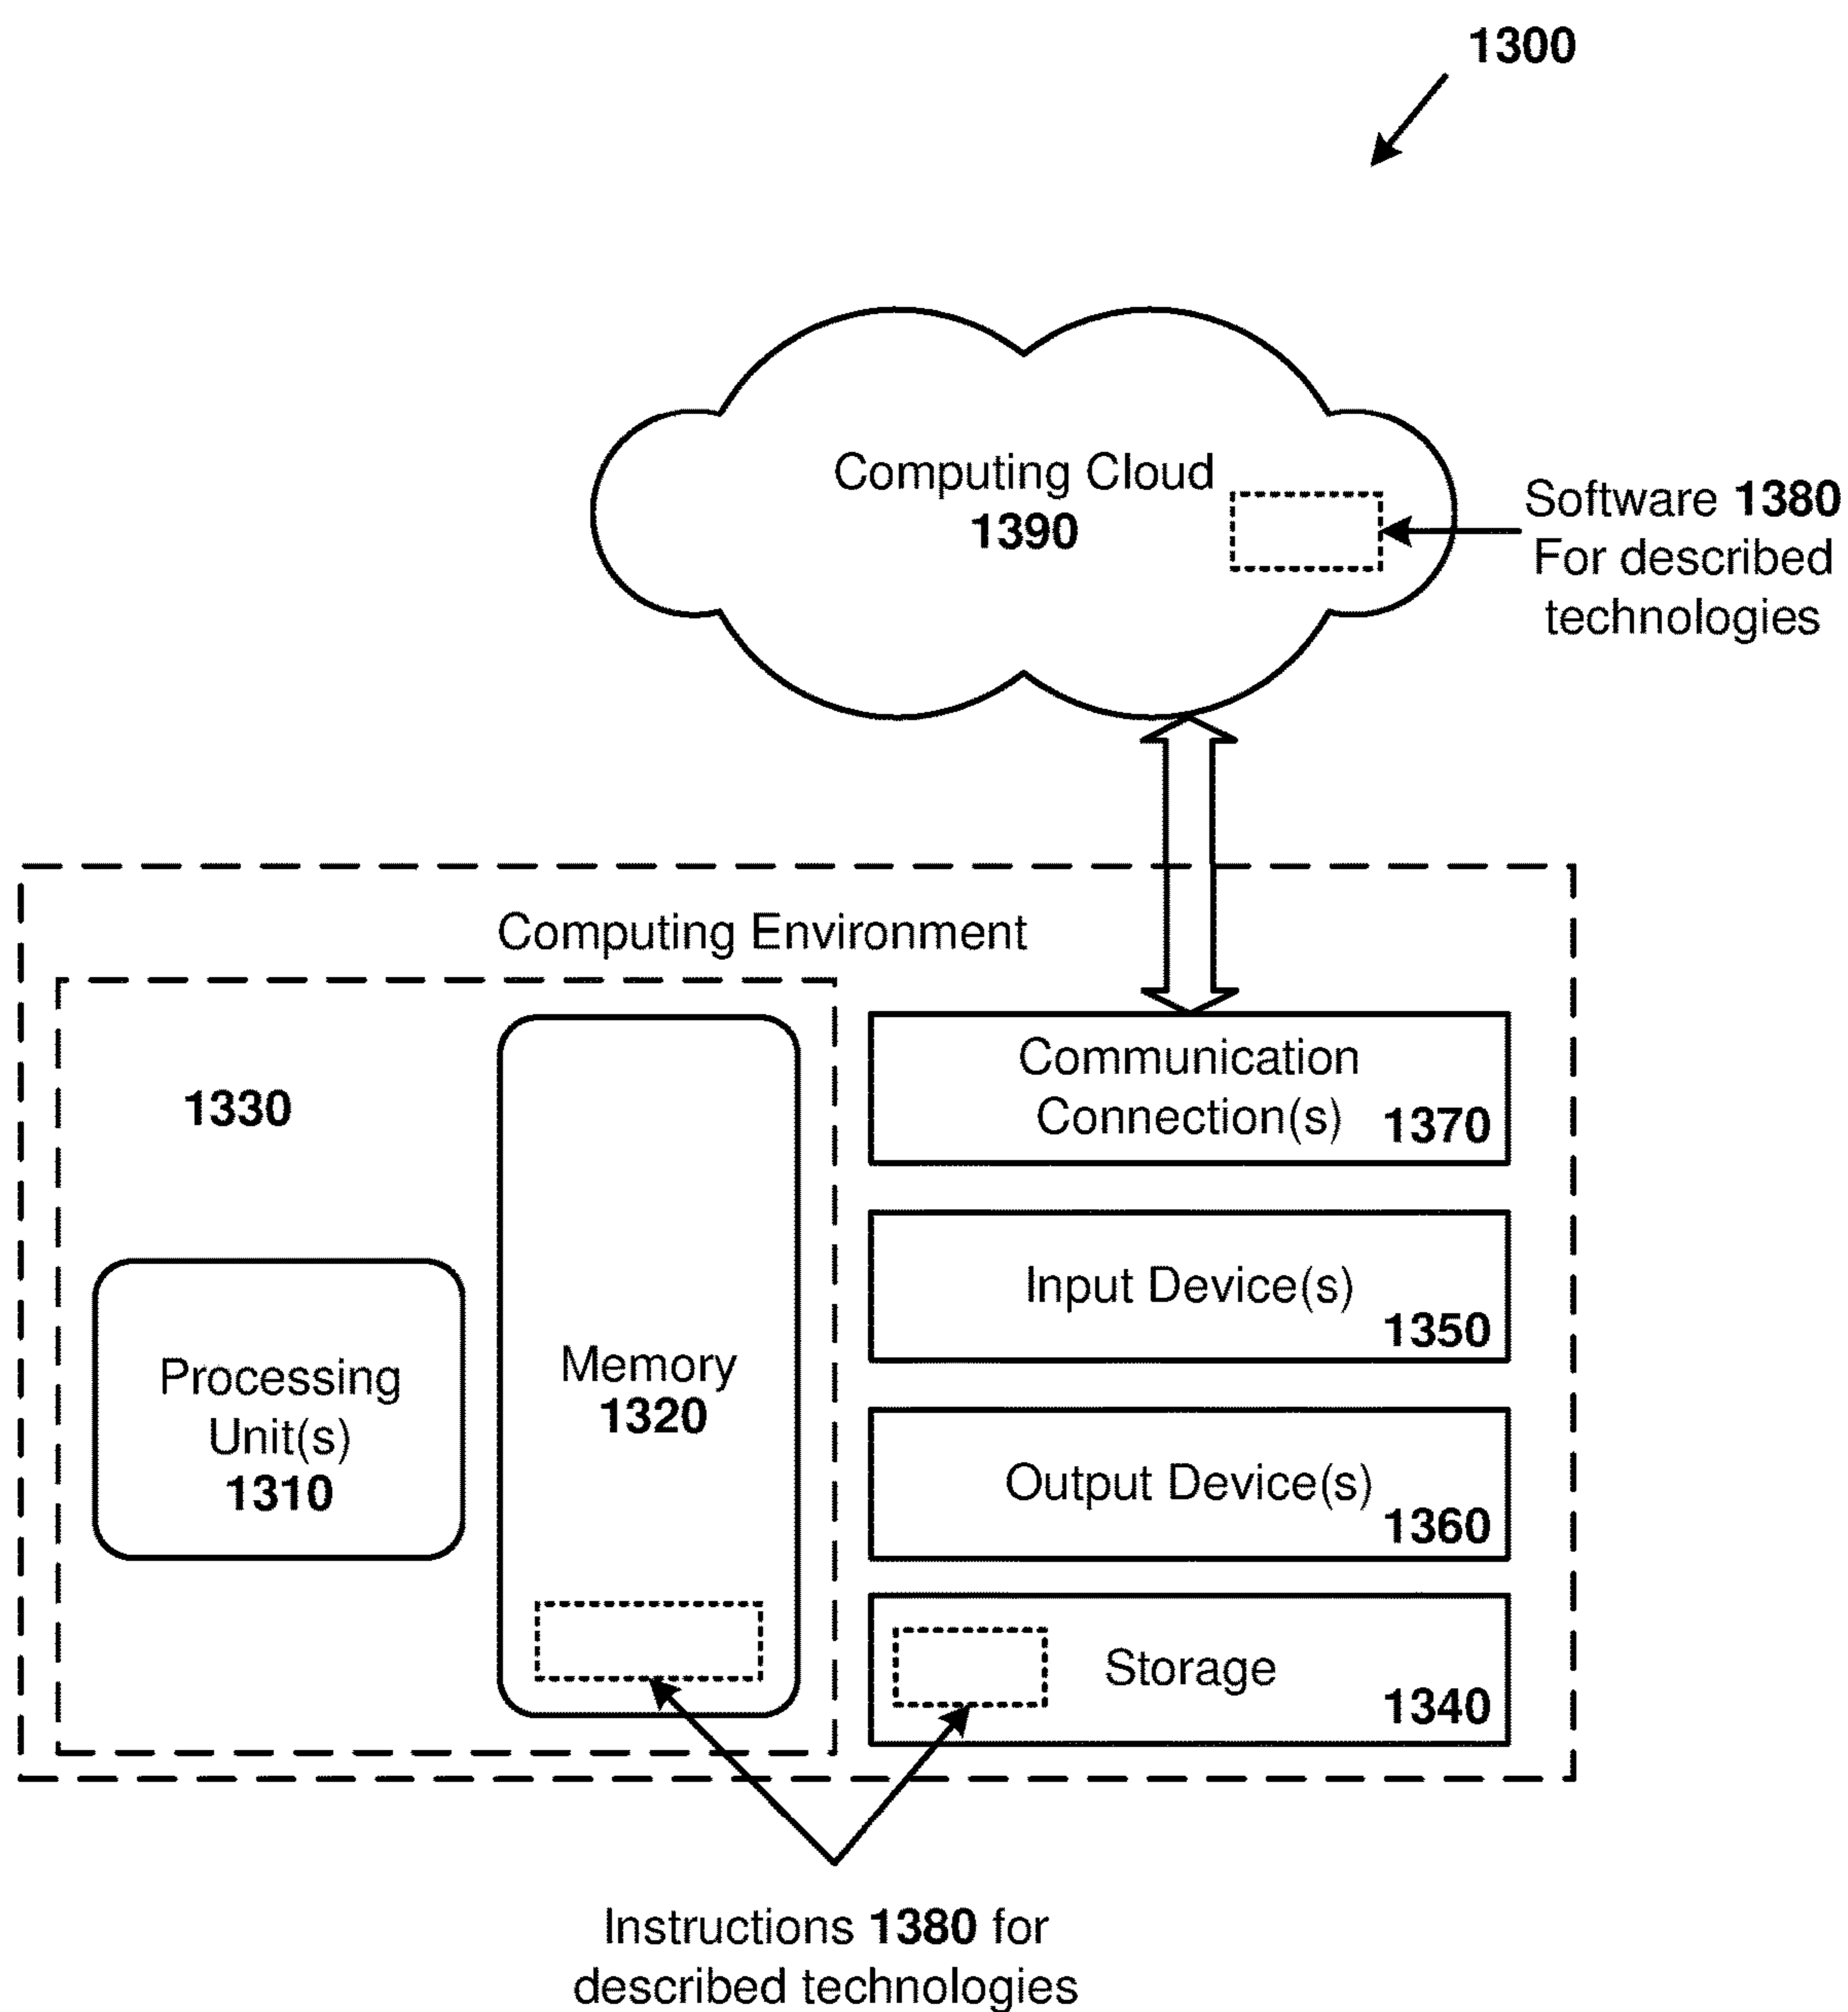 1300
Computing Cloud
1390
Software 1380
For described
technologies
Computing Environment
1330
Processing
Unit(s)
1310
Memory
1320
Communication
Connection(s) 1370
Input Device(s)
1350
Output Device(s)
1360
Storage
1340
Instructions 1380 for
described technologies